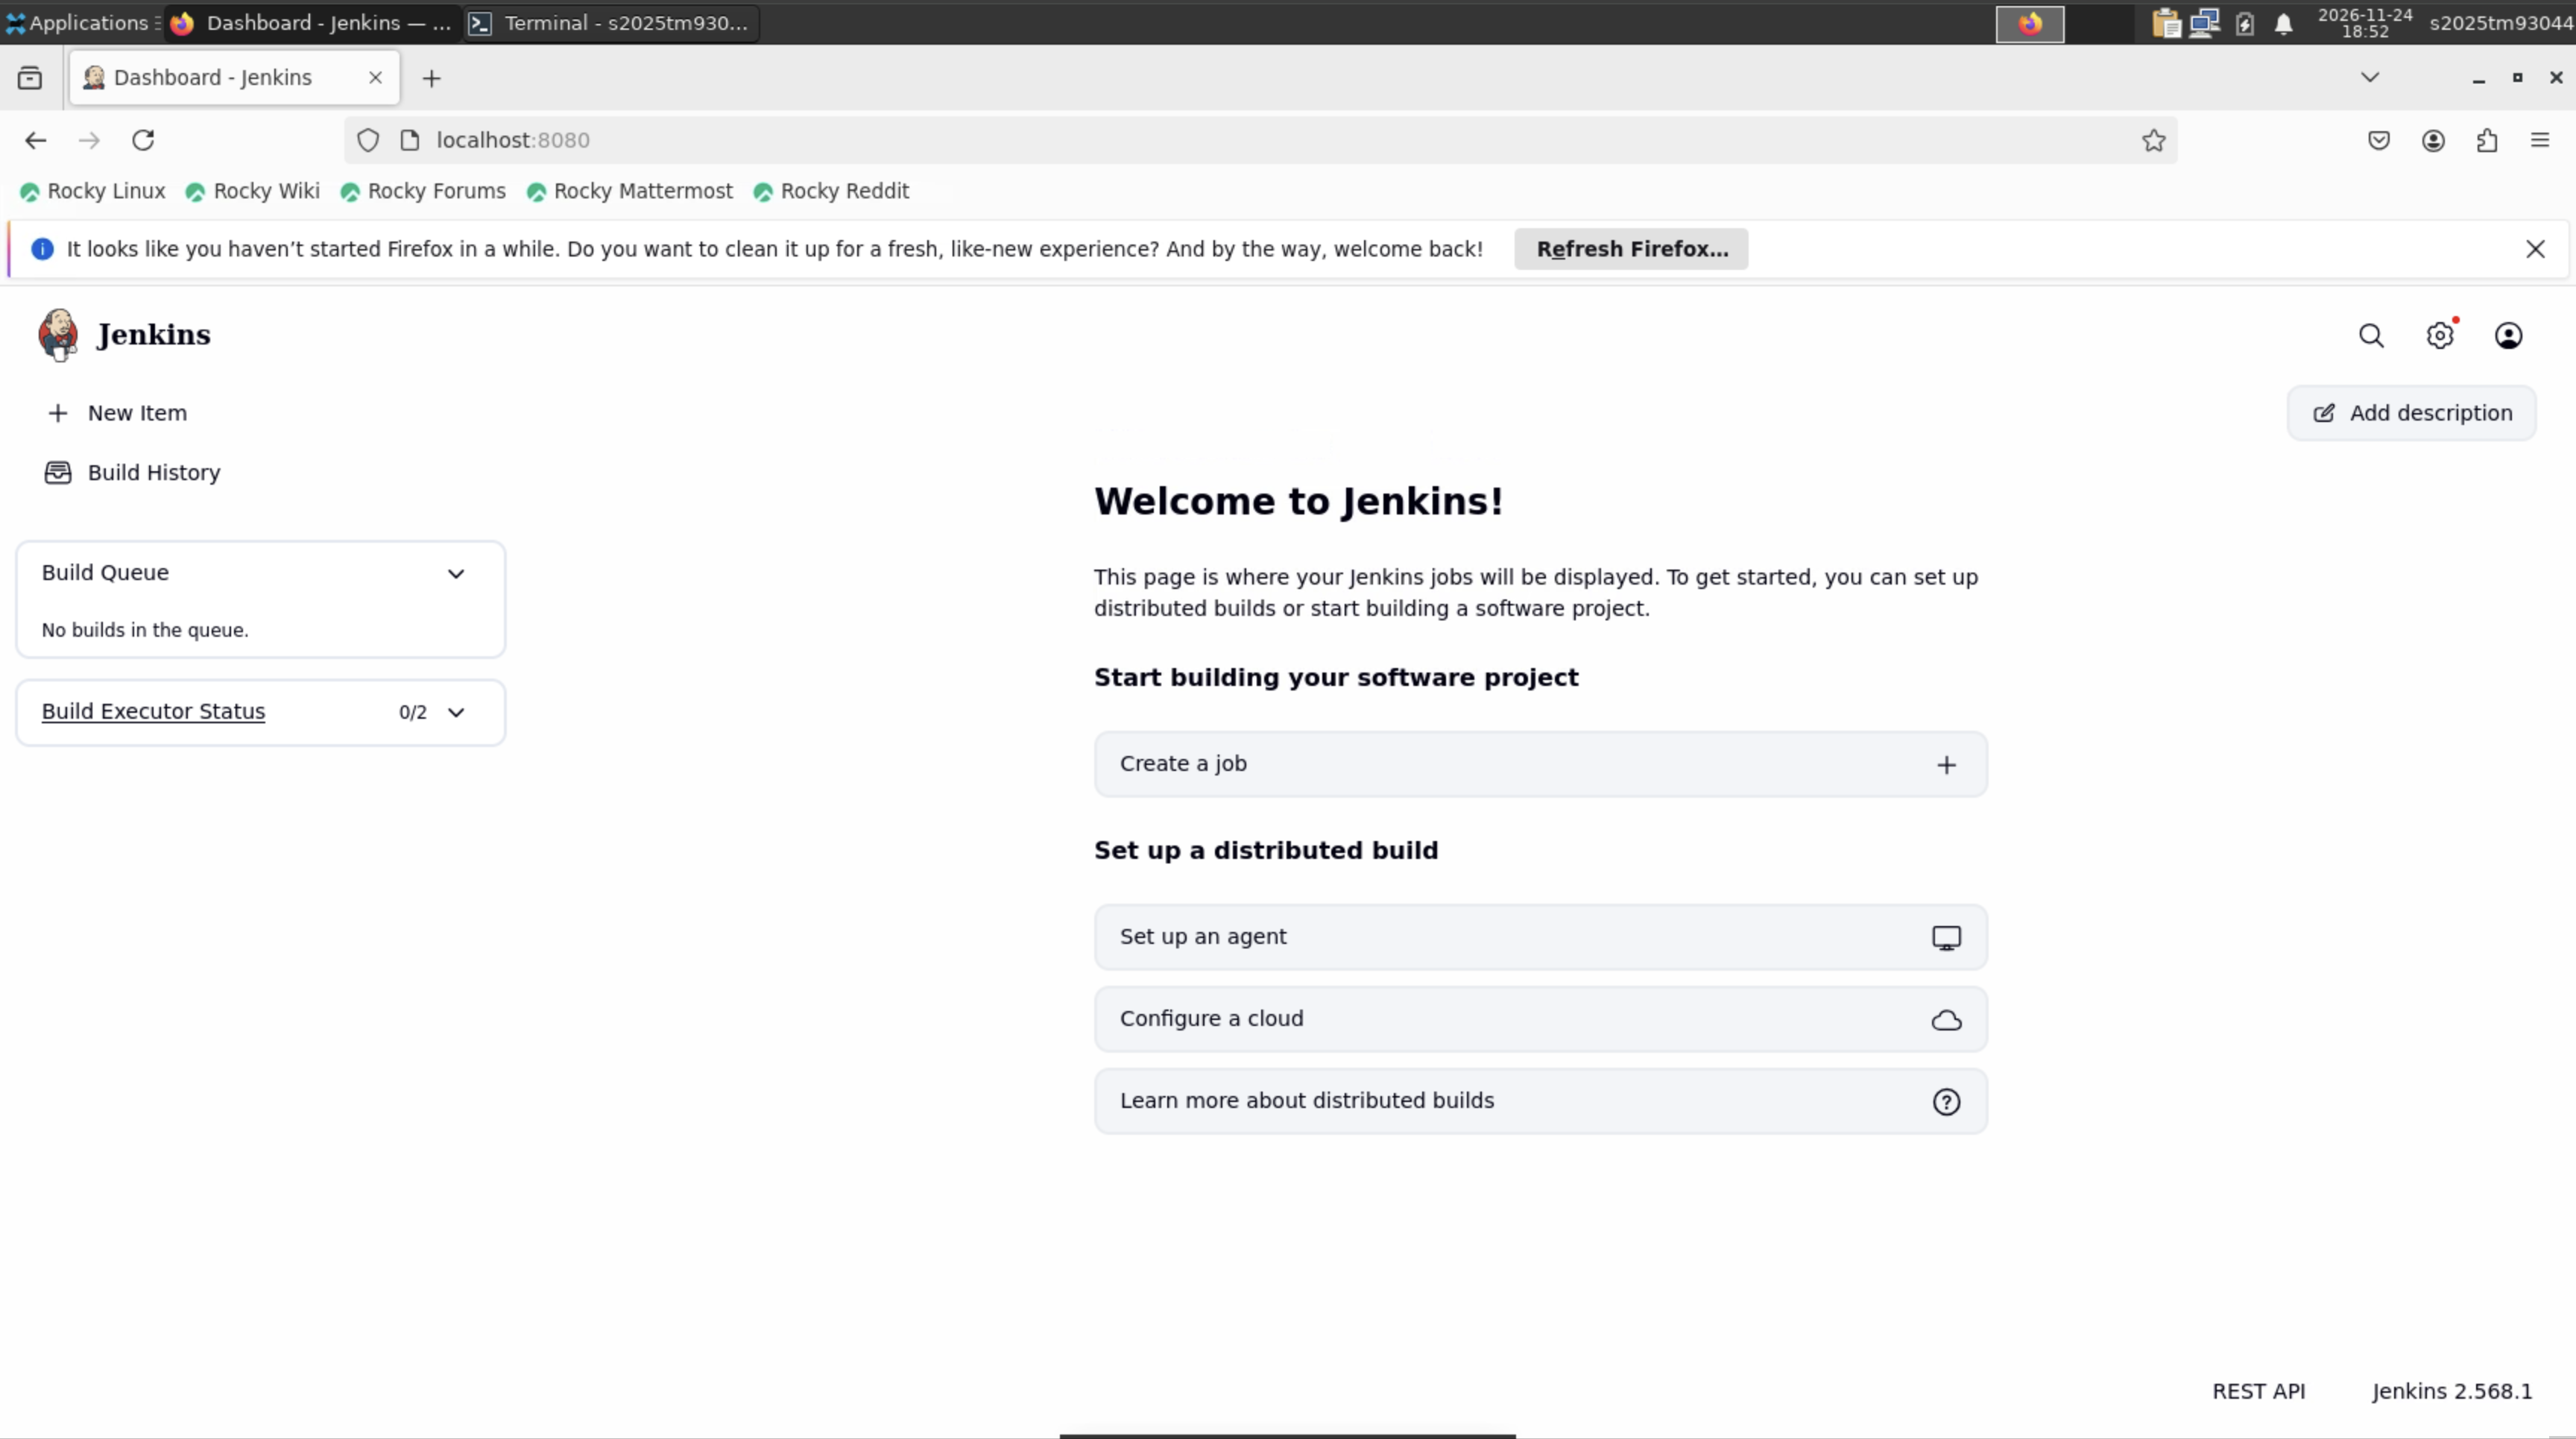 Applications
Dashboard - Jenkins — ...
Terminal - s2025tm930...
2026-11-24
18:52
s2025tm93044
Dashboard - Jenkins
localhost:8080
Rocky Linux
Rocky Wiki
Rocky Forums
Rocky Mattermost
Rocky Reddit
It looks like you haven’t started Firefox in a while. Do you want to clean it up for a fresh, like-new experience? And by the way, welcome back!
Refresh Firefox...
Jenkins
New Item
Add description
Build History
Build Queue
No builds in the queue.
Build Executor Status
0/2
Welcome to Jenkins!
This page is where your Jenkins jobs will be displayed. To get started, you can set up
distributed builds or start building a software project.
Start building your software project
Create a job
Set up a distributed build
Set up an agent
Configure a cloud
Learn more about distributed builds
REST API
Jenkins 2.568.1